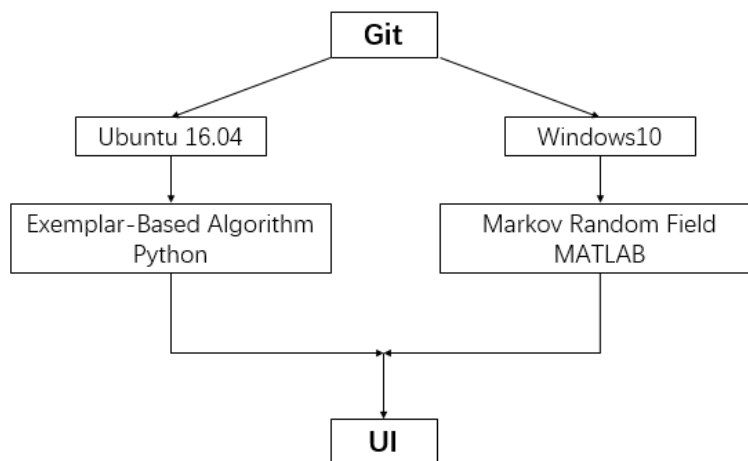 Git
Ubuntu 16.04
Windows10
Exemplar-Based Algorithm
Python
Markov Random Field
MATLAB
UI